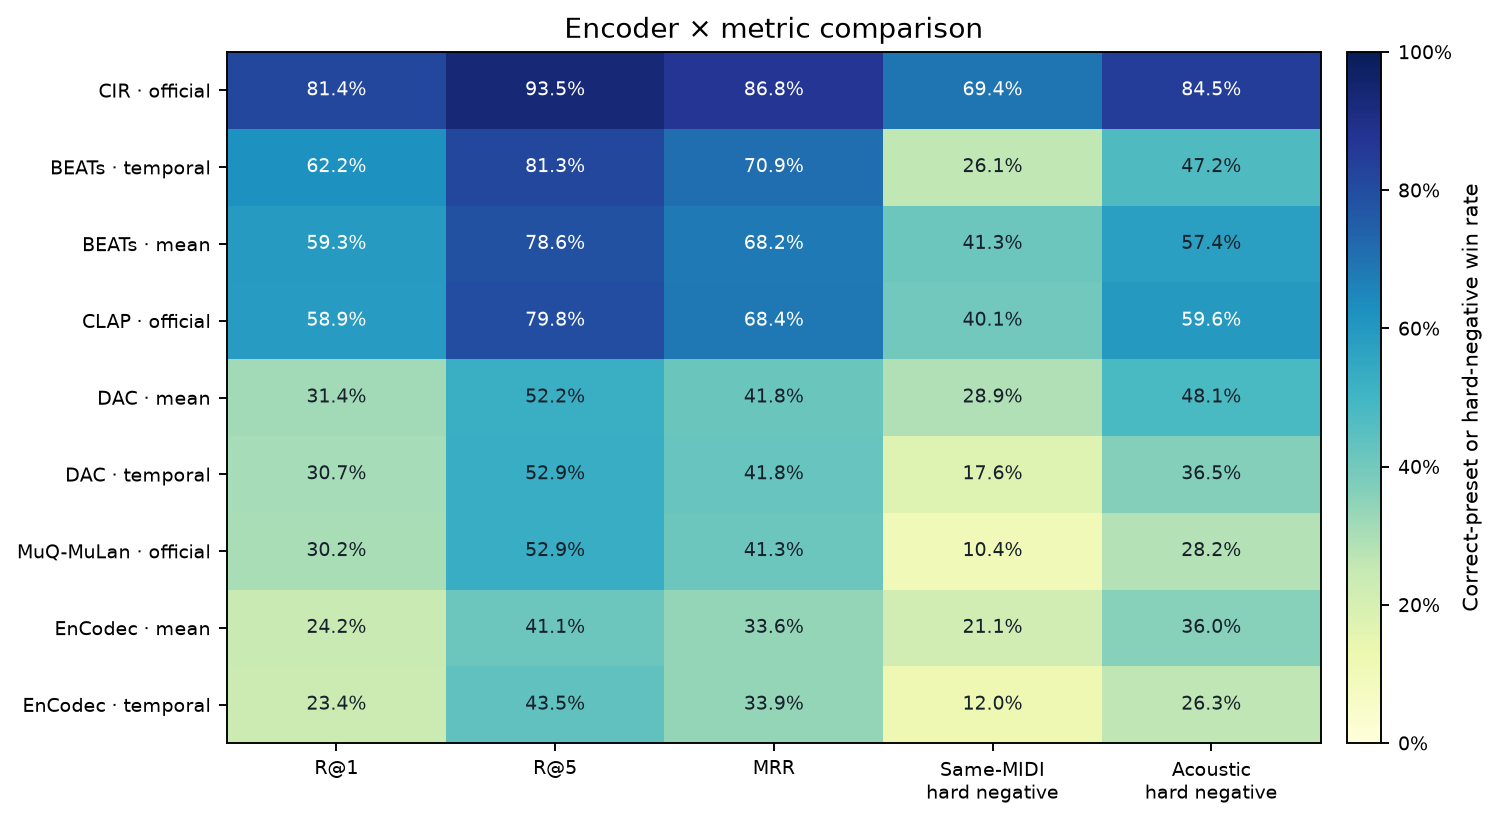 Encoder × metric comparison
CIR · official 81.4% 93.5% 86.8% 69.4% 84.5%
BEATs · temporal 62.2% 81.3% 70.9% 26.1% 47.2%
BEATs · mean 59.3% 78.6% 68.2% 41.3% 57.4%
CLAP · official 58.9% 79.8% 68.4% 40.1% 59.6%
DAC · mean 31.4% 52.2% 41.8% 28.9% 48.1%
DAC · temporal 30.7% 52.9% 41.8% 17.6% 36.5%
MuQ-MuLan · official 30.2% 52.9% 41.3% 10.4% 28.2%
EnCodec · mean 24.2% 41.1% 33.6% 21.1% 36.0%
EnCodec · temporal 23.4% 43.5% 33.9% 12.0% 26.3%
R@1 R@5 MRR Same-MIDI Acoustic
hard negative hard negative
100%
80%
60%
40%
20%
0%
Correct-preset or hard-negative win rate